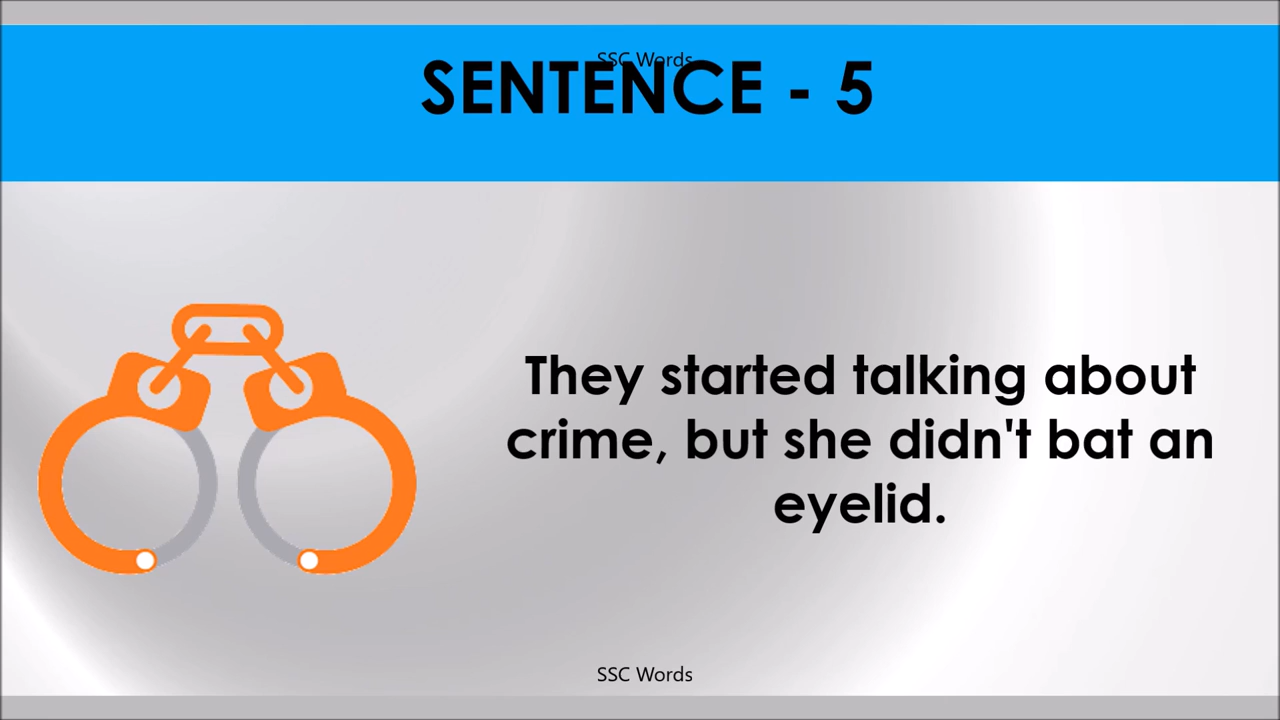 SSC Words
SENTENCE - 5
They started talking about
crime, but she didn't bat an
eyelid.
SSC Words